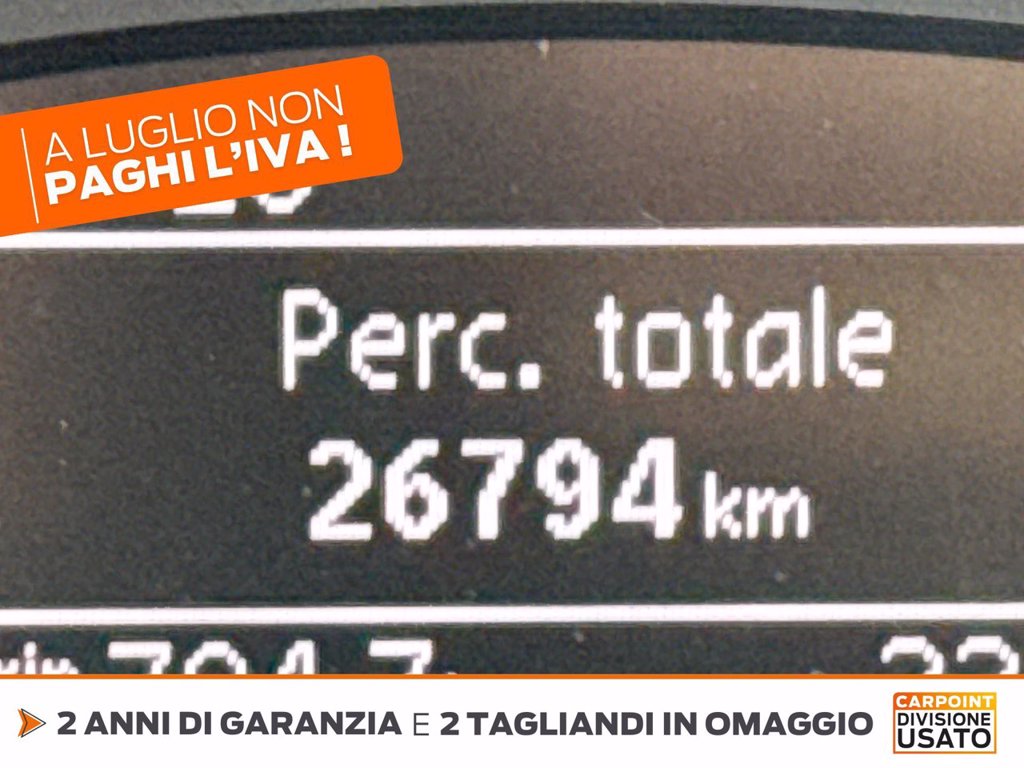 A LUGLIO NON
PAGHI L'IVA !
Perc. totale
26794 km
2 ANNI DI GARANZIA E 2 TAGLIANDI IN OMAGGIO
CARPOINT
DIVISIONE
USATO